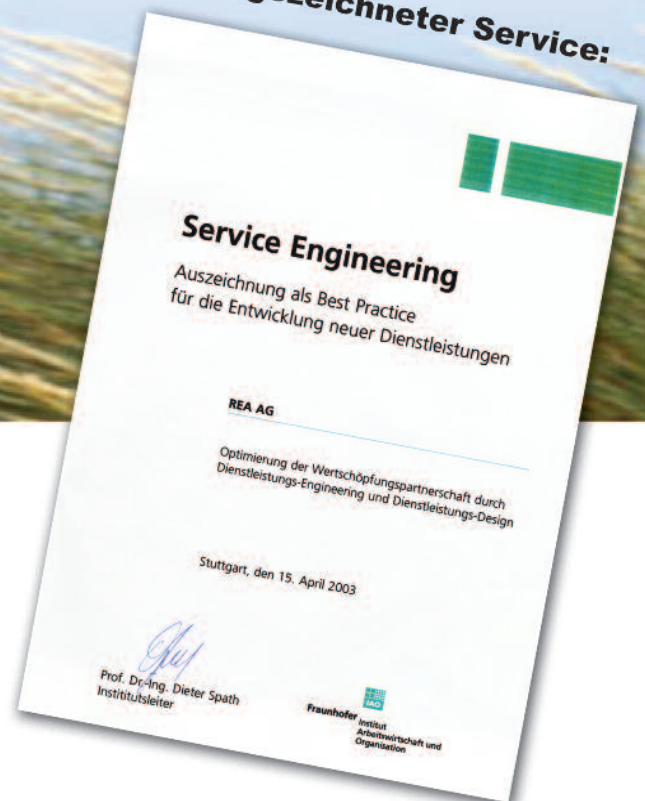 Service:
Service Engineering
Auszeichnung als Best Practice
für die Entwicklung neuer Dienstleistungen
REA AG
Optimierung der Wertschöpfungspartnerschaft durch
Dienstleistungs-Engineering und Dienstleistungs-Design
Stuttgart, den 15. April 2003
Prof. Dr.-Ing. Dieter Spath
Instititutsleiter
IAO
Fraunhofer Institut
Arbeitswirtschaft und
Organisation